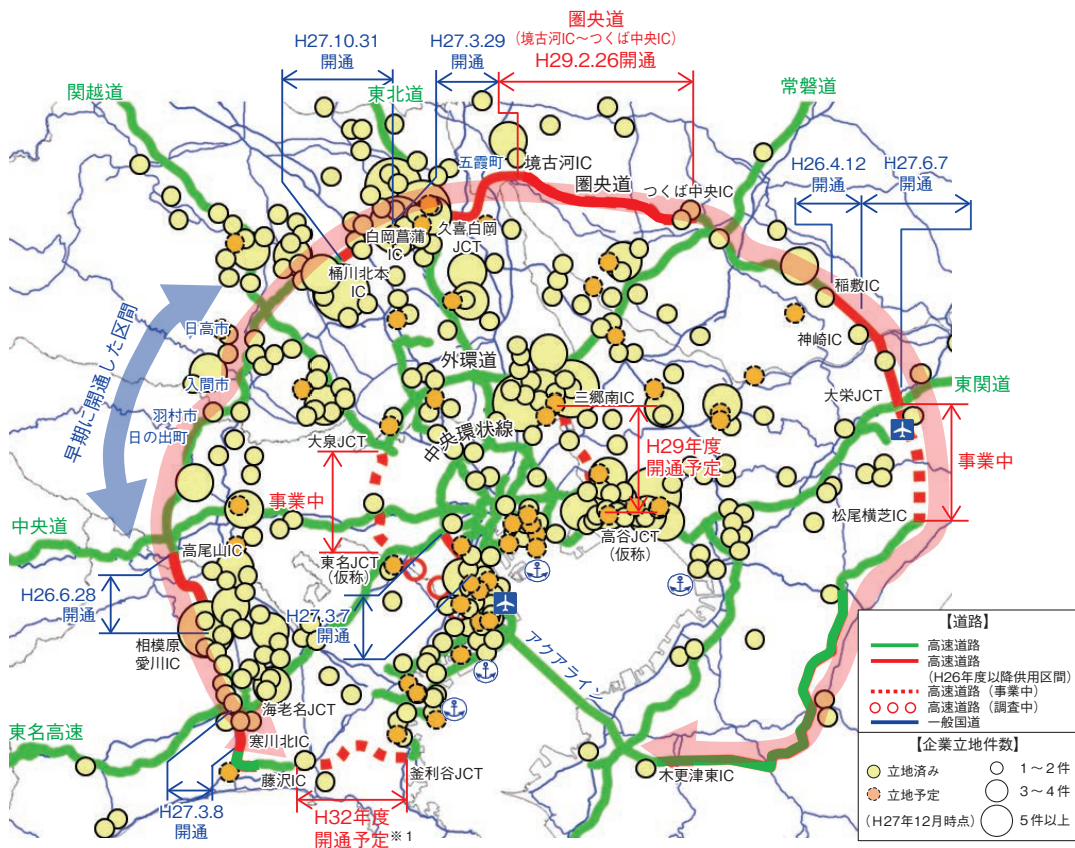 圏央道
（境古河IC～つくば中央IC）
H29.2.26開通
H27.10.31
開通
H27.3.29
開通
関越道
東北道
常磐道
五霞町
境古河IC
圏央道
つくば中央IC
H26.4.12
開通
H27.6.7
開通
白岡菖蒲
IC
久喜白岡
JCT
桶川北本
IC
稲敷IC
神崎IC
早期に開通した区間
日高市
入間市
羽村市
日の出町
外環道
三郷南IC
大栄JCT
東関道
大泉JCT
中央環状線
H29年度
開通予定
事業中
事業中
中央道
高尾山IC
東名JCT
（仮称）
高谷JCT
（仮称）
松尾横芝IC
H26.6.28
開通
H27.3.7
開通
相模原
愛川IC
アクアライン
海老名JCT
東名高速
寒川北IC
藤沢IC
釜利谷JCT
木更津東IC
H27.3.8
開通
H32年度
開通予定※1
【道路】
高速道路
高速道路
（H26年度以降供用区間）
高速道路（事業中）
高速道路（調査中）
一般国道
【企業立地件数】
立地済み
立地予定
（H27年12月時点）
1～2件
3～4件
5件以上